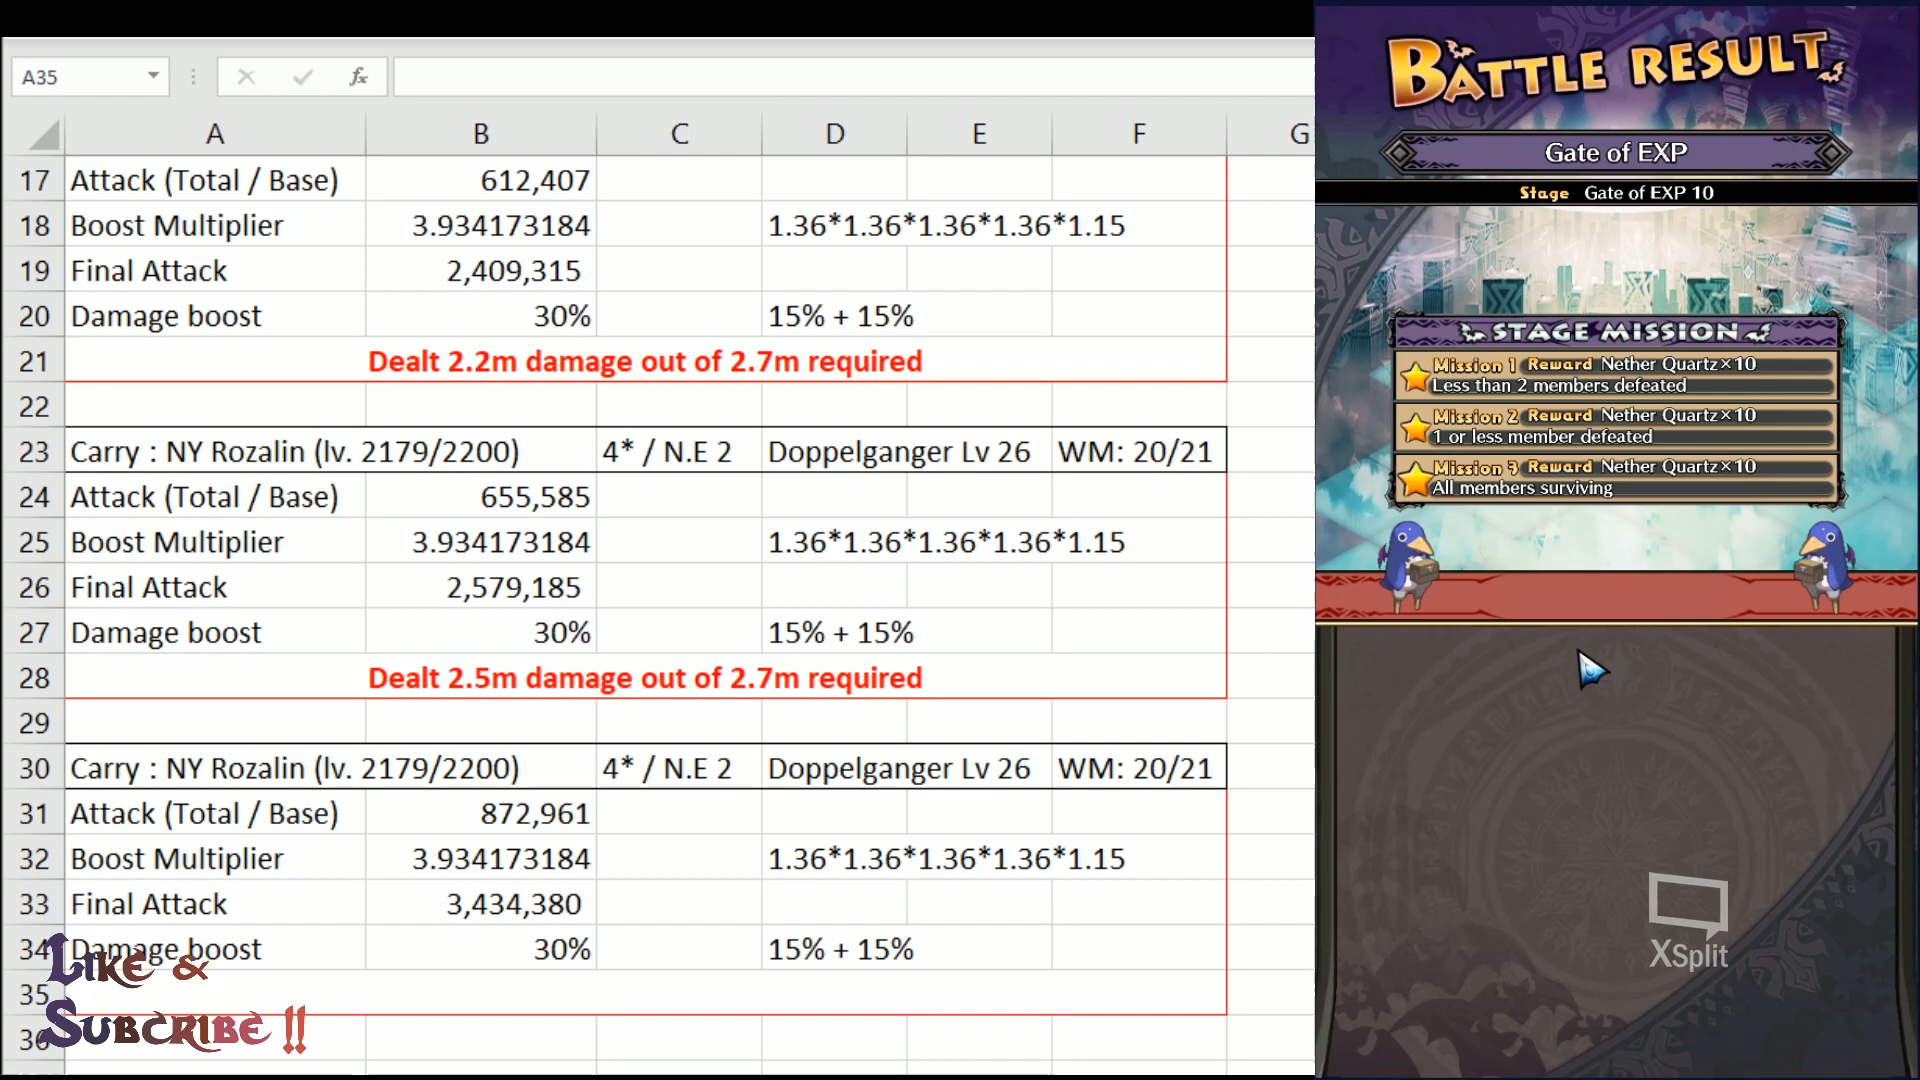 A35
fx
A B C D E F G
17 Attack (Total / Base) 612,407
18 Boost Multiplier 3.934173184 1.36*1.36*1.36*1.36*1.15
19 Final Attack 2,409,315
20 Damage boost 30% 15% + 15%
21 Dealt 2.2m damage out of 2.7m required
22
23 Carry : NY Rozalin (lv. 2179/2200) 4* / N.E 2 Doppelganger Lv 26 WM: 20/21
24 Attack (Total / Base) 655,585
25 Boost Multiplier 3.934173184 1.36*1.36*1.36*1.36*1.15
26 Final Attack 2,579,185
27 Damage boost 30% 15% + 15%
28 Dealt 2.5m damage out of 2.7m required
29
30 Carry : NY Rozalin (lv. 2179/2200) 4* / N.E 2 Doppelganger Lv 26 WM: 20/21
31 Attack (Total / Base) 872,961
32 Boost Multiplier 3.934173184 1.36*1.36*1.36*1.36*1.15
33 Final Attack 3,434,380
34 Damage boost 30% 15% + 15%
35
36
Like &
Subcribe !!
Battle Result
Gate of EXP
Stage Gate of EXP 10
STAGE MISSION
Mission 1 Reward Nether Quartz×10
Less than 2 members defeated
Mission 2 Reward Nether Quartz×10
1 or less member defeated
Mission 3 Reward Nether Quartz×10
All members surviving
XSplit